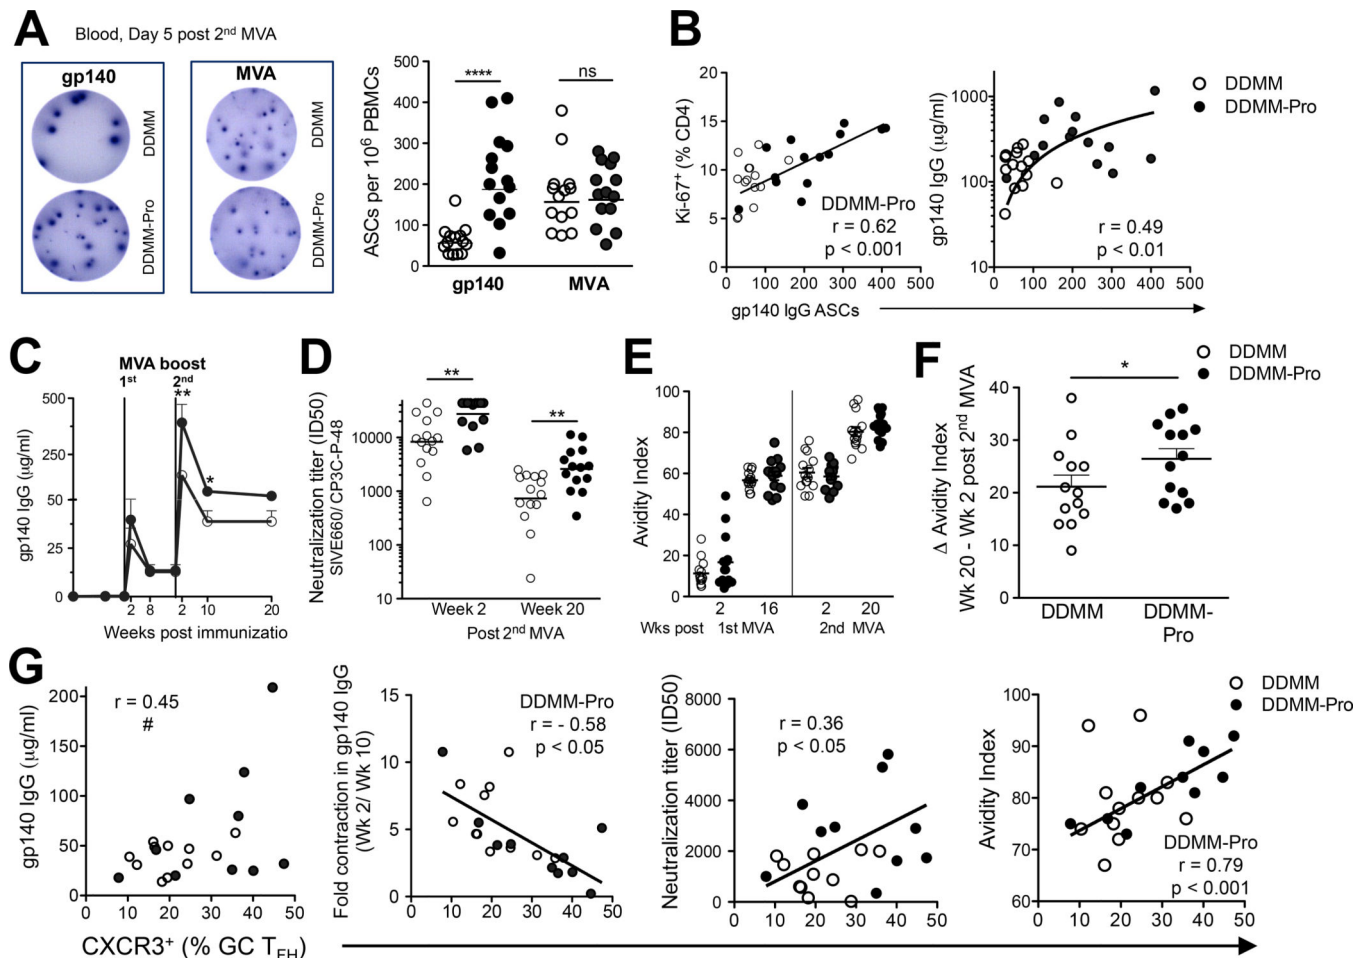 A
Blood, Day 5 post 2nd MVA
gp140
MVA
DDMM
DDMM-Pro
DDMM
DDMM-Pro
ASCs per 10^6 PBMCs
500
400
300
200
100
0
****
ns
gp140
MVA
B
Ki-67+ (% CD4)
20
15
10
5
0
0 100 200 300 400 500
DDMM-Pro
r = 0.62
p < 0.001
gp140 IgG (µg/ml)
1000
100
10
0 100 200 300 400 500
r = 0.49
p < 0.01
DDMM
DDMM-Pro
gp140 IgG ASCs
C
MVA boost
1st
2nd
**
*
gp140 IgG (µg/ml)
500
250
50
25
0
2 8 2 10 20
Weeks post immunizatio
D
Neutralization titer (ID50)
SIVE660/ CP3C-P-48
10000
1000
100
10
**
**
Week 2
Week 20
Post 2nd MVA
E
Avidity Index
100
80
60
40
20
0
2 16 2 20
Wks post 1st MVA 2nd MVA
F
DDMM
DDMM-Pro
Δ Avidity Index
Wk 20 - Wk 2 post 2nd MVA
40
30
20
10
0
*
DDMM
DDMM-
Pro
G
gp140 IgG (µg/ml)
200
150
100
50
0
0 10 20 30 40 50
r = 0.45
#
CXCR3+ (% GC TFH)
Fold contraction in gp140 IgG
(Wk 2/ Wk 10)
15
10
5
0
0 10 20 30 40 50
DDMM-Pro
r = - 0.58
p < 0.05
Neutralization titer (ID50)
8000
6000
4000
2000
0
0 10 20 30 40 50
r = 0.36
p < 0.05
Avidity Index
100
90
80
70
60
0 10 20 30 40 50
DDMM
DDMM-Pro
DDMM-Pro
r = 0.79
p < 0.001